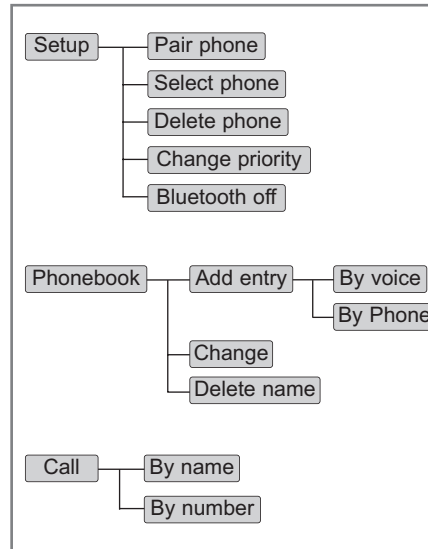 Setup
Pair phone
Select phone
Delete phone
Change priority
Bluetooth off
Phonebook
Add entry
By voice
By Phone
Change
Delete name
Call
By name
By number